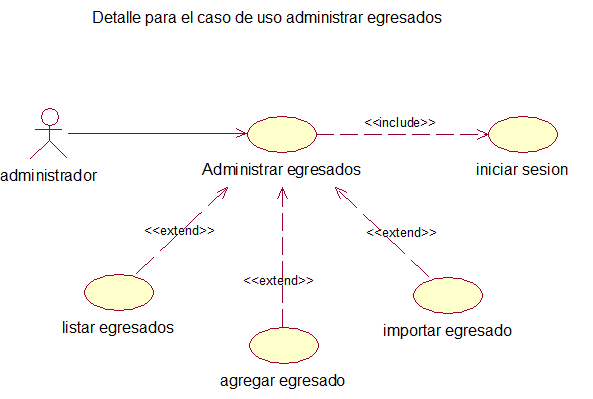 Detalle para el caso de uso administrar egresados
<<include>>
administrador
Administrar egresados
iniciar sesion
<<extend>>
<<extend>>
<<extend>>
listar egresados
importar egresado
agregar egresado